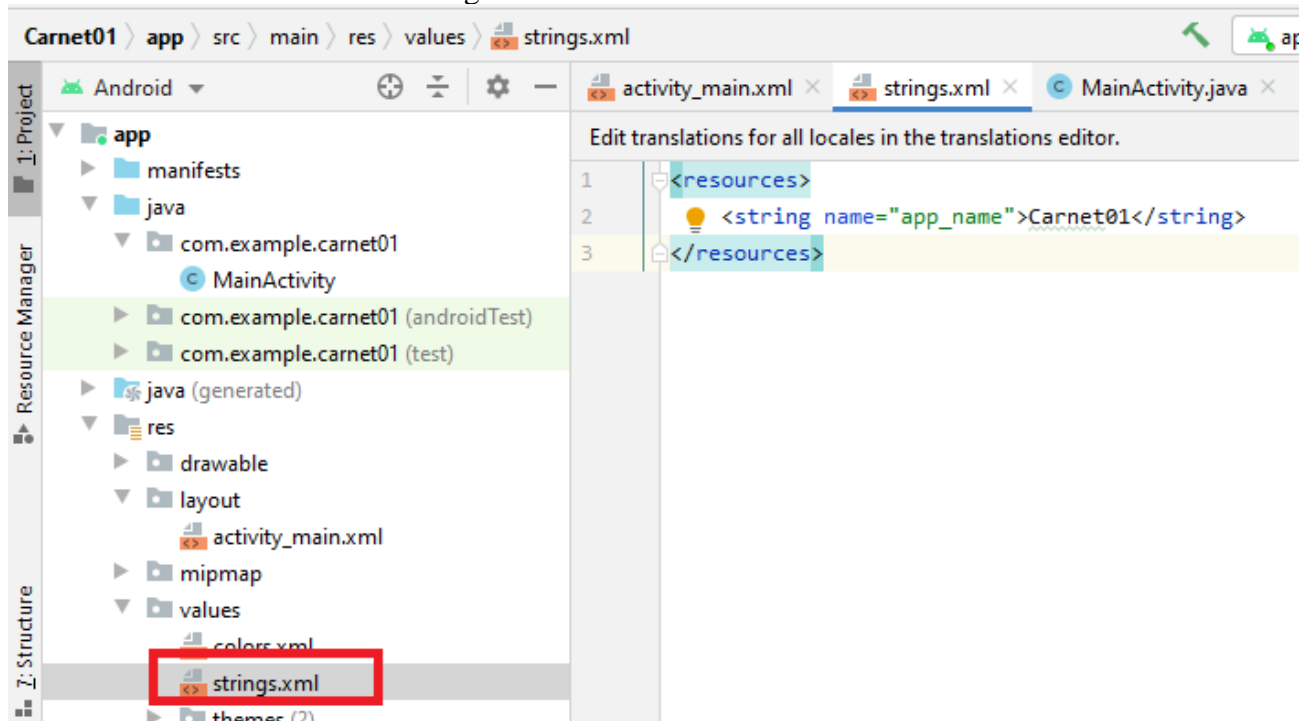 Carnet01 > app > src > main > res > values > strings.xml
ap
1: Project
Resource Manager
7: Structure
Android
app
manifests
java
com.example.carnet01
MainActivity
com.example.carnet01 (androidTest)
com.example.carnet01 (test)
java (generated)
res
drawable
layout
activity_main.xml
mipmap
values
colors.xml
strings.xml
themes (2)
activity_main.xml
strings.xml
MainActivity.java
Edit translations for all locales in the translations editor.
1 <resources>
2 <string name="app_name">Carnet01</string>
3 </resources>